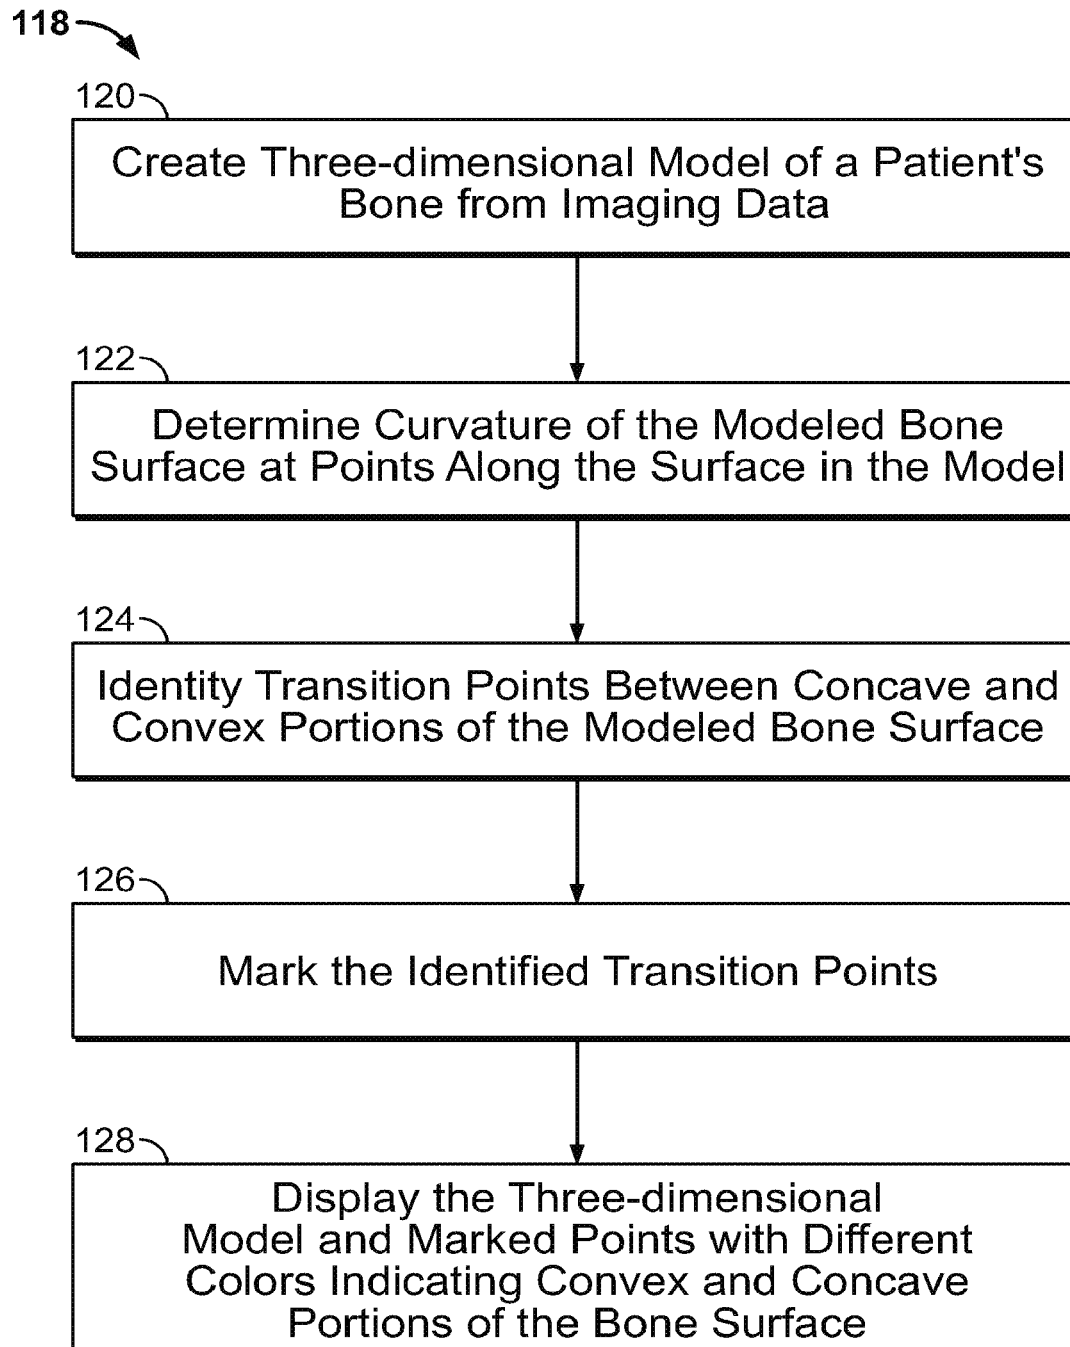 118
120
Create Three-dimensional Model of a Patient's
Bone from Imaging Data
122
Determine Curvature of the Modeled Bone
Surface at Points Along the Surface in the Model
124
Identity Transition Points Between Concave and
Convex Portions of the Modeled Bone Surface
126
Mark the Identified Transition Points
128
Display the Three-dimensional
Model and Marked Points with Different
Colors Indicating Convex and Concave
Portions of the Bone Surface